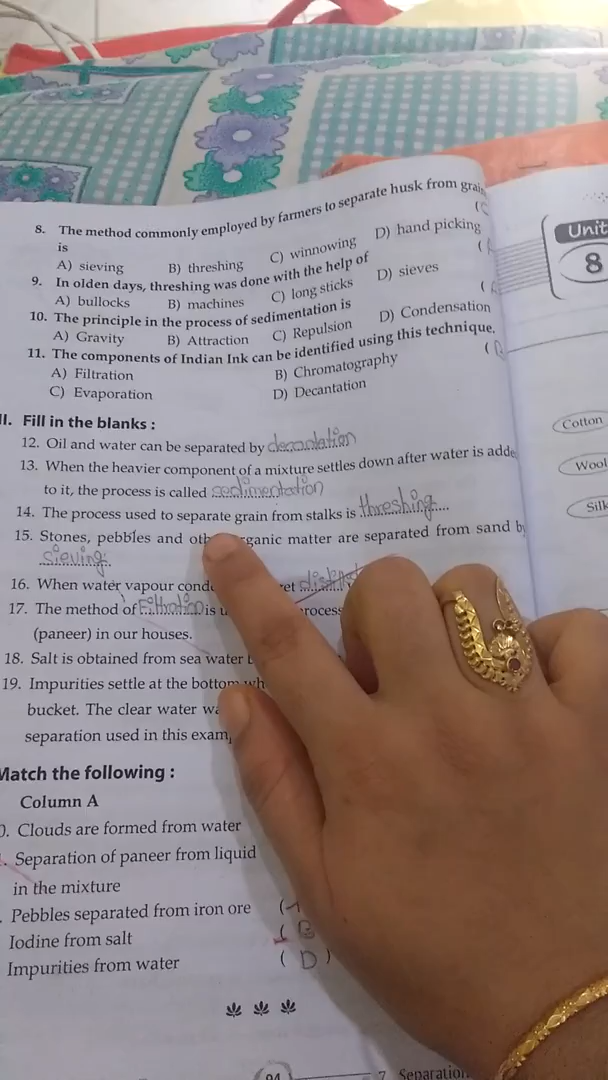 8. The method commonly employed by farmers to separate husk from grain
is
A) sieving B) threshing C) winnowing D) hand picking
9. In olden days, threshing was done with the help of
A) bullocks B) machines C) long sticks D) sieves
10. The principle in the process of sedimentation is
A) Gravity B) Attraction C) Repulsion D) Condensation
11. The components of Indian Ink can be identified using this technique.
A) Filtration B) Chromatography
C) Evaporation D) Decantation
II. Fill in the blanks :
12. Oil and water can be separated by decantation
13. When the heavier component of a mixture settles down after water is adde
to it, the process is called sedimentation
14. The process used to separate grain from stalks is threshing
15. Stones, pebbles and ganic matter are separated from sand b
sieving
16. When water vapour
17. The method of Filtration is
(paneer) in our houses.
18. Salt is obtained from sea water
19. Impurities settle at the bottom
bucket. The clear water
separation used in this
Match the following :
Column A
Clouds are formed from water
Separation of paneer from liquid
in the mixture
Pebbles separated from iron ore
Iodine from salt ( B
Impurities from water ( D )
94 7 Separation
Unit
8
Cotton
Wool
Silk